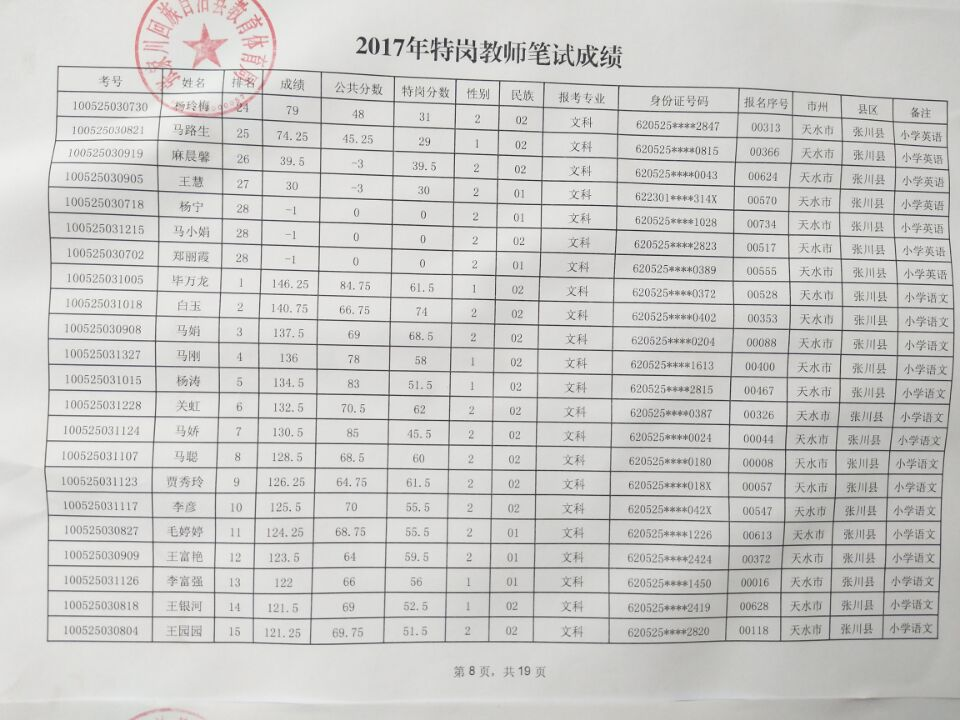 张家川回族自治县教育体育局
2017年特岗教师笔试成绩
考号 姓名 排名 成绩 公共分数 特岗分数 性别 民族 报考专业 身份证号码 报名序号 市州 县区 备注
100525030730 杨玲梅 24 79 48 31 2 02 文科 620525****2847 00313 天水市 张川县 小学英语
100525030821 马路生 25 74.25 45.25 29 1 02 文科 620525****0815 00366 天水市 张川县 小学英语
100525030919 麻晨馨 26 39.5 -3 39.5 2 02 文科 620525****0043 00624 天水市 张川县 小学英语
100525030905 王慧 27 30 -3 30 2 01 文科 622301****314X 00570 天水市 张川县 小学英语
100525030718 杨宁 28 -1 0 0 2 01 文科 620525****1028 00734 天水市 张川县 小学英语
100525031215 马小娟 28 -1 0 0 2 02 文科 620525****2823 00517 天水市 张川县 小学英语
100525030702 郑丽霞 28 -1 0 0 2 01 文科 620525****0389 00555 天水市 张川县 小学英语
100525031005 毕万龙 1 146.25 84.75 61.5 1 02 文科 620525****0372 00528 天水市 张川县 小学语文
100525031018 白玉 2 140.75 66.75 74 2 02 文科 620525****0402 00353 天水市 张川县 小学语文
100525030908 马娟 3 137.5 69 68.5 2 02 文科 620525****0204 00088 天水市 张川县 小学语文
100525031327 马刚 4 136 78 58 1 02 文科 620525****1613 00400 天水市 张川县 小学语文
100525031015 杨涛 5 134.5 83 51.5 1 02 文科 620525****2815 00467 天水市 张川县 小学语文
100525031228 关虹 6 132.5 70.5 62 2 02 文科 620525****0387 00326 天水市 张川县 小学语文
100525031124 马娇 7 130.5 85 45.5 2 02 文科 620525****0024 00044 天水市 张川县 小学语文
100525031107 马聪 8 128.5 68.5 60 2 02 文科 620525****0180 00008 天水市 张川县 小学语文
100525031123 贾秀玲 9 126.25 64.75 61.5 2 02 文科 620525****018X 00057 天水市 张川县 小学语文
100525031117 李彦 10 125.5 70 55.5 2 02 文科 620525****042X 00547 天水市 张川县 小学语文
100525030827 毛婷婷 11 124.25 68.75 55.5 2 01 文科 620525****1226 00613 天水市 张川县 小学语文
100525030909 王富艳 12 123.5 64 59.5 2 01 文科 620525****2424 00372 天水市 张川县 小学语文
100525031126 李富强 13 122 66 56 1 01 文科 620525****1450 00016 天水市 张川县 小学语文
100525030818 王银河 14 121.5 69 52.5 1 02 文科 620525****2419 00628 天水市 张川县 小学语文
100525030804 王园园 15 121.25 69.75 51.5 2 02 文科 620525****2820 00118 天水市 张川县 小学语文
第 8 页，共 19 页